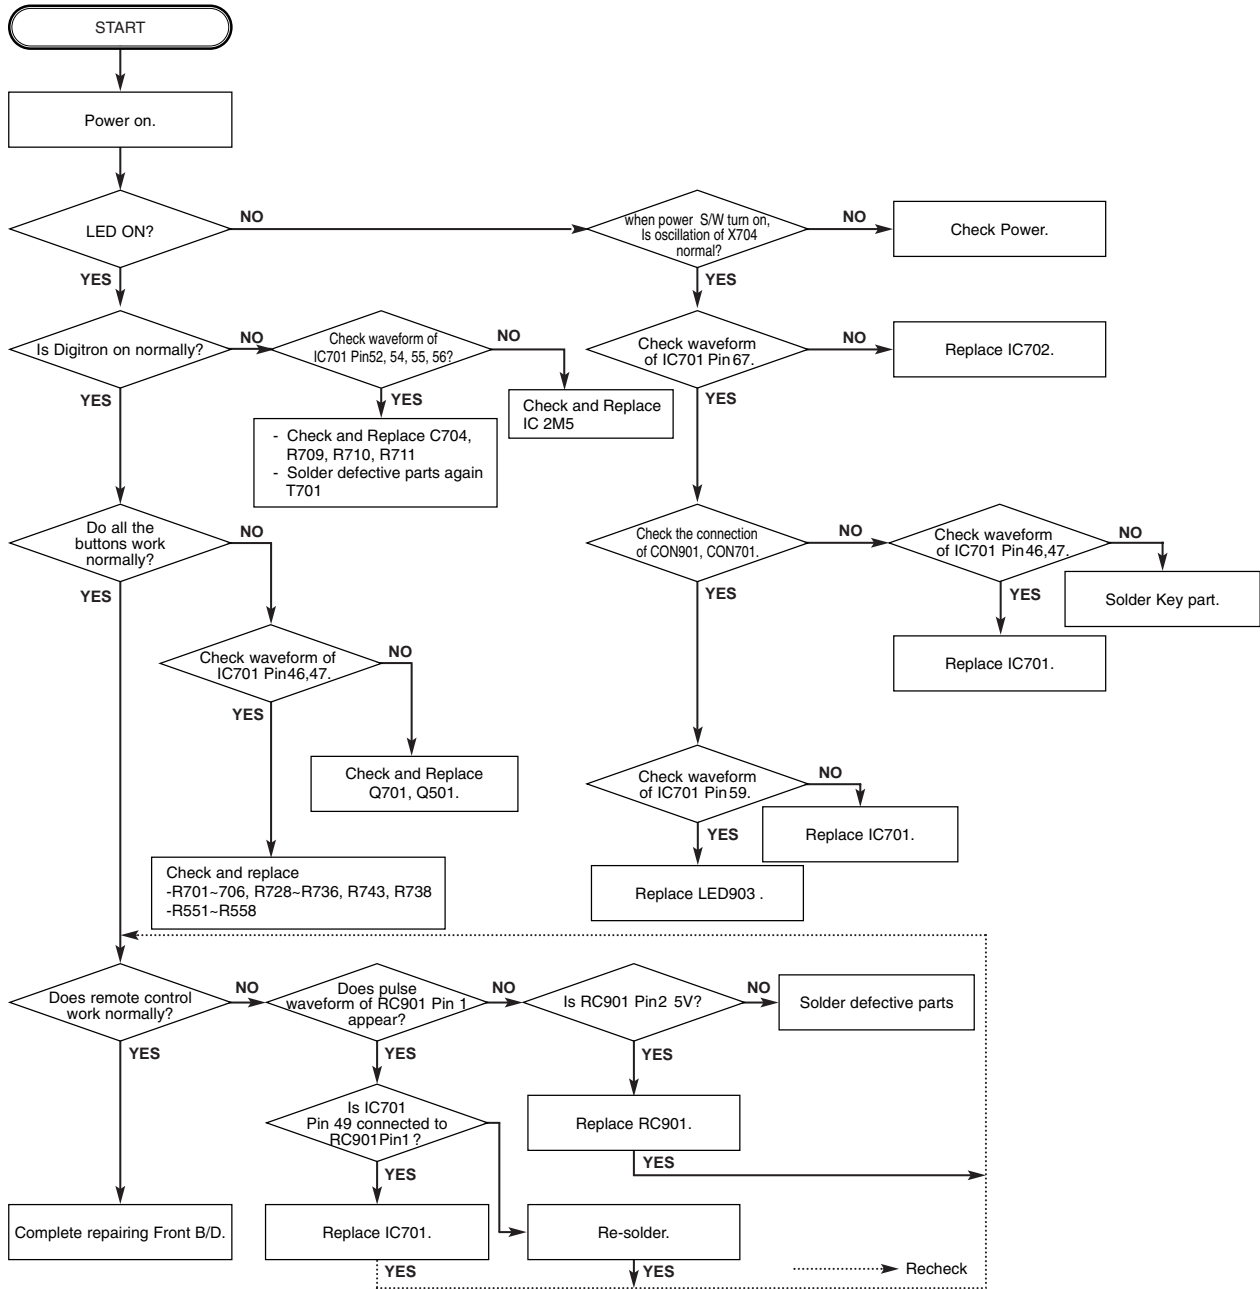 START
Power on.
LED ON?
NO
when power S/W turn on,
Is oscillation of X704
normal?
NO
Check Power.
YES
YES
Is Digitron on normally?
NO
Check waveform of
IC701 Pin52, 54, 55, 56?
NO
Check waveform
of IC701 Pin67.
NO
Replace IC702.
YES
YES
Check and Replace
IC 2M5
YES
- Check and Replace C704,
R709, R710, R711
- Solder defective parts again
T701
Do all the
buttons work
normally?
NO
Check the connection
of CON901, CON701.
NO
Check waveform
of IC701 Pin46,47.
NO
YES
YES
YES
Solder Key part.
Replace IC701.
Check waveform of
IC701 Pin46,47.
NO
YES
Check and Replace
Q701, Q501.
Check waveform
of IC701 Pin59.
NO
YES
Replace IC701.
Check and replace
-R701~706, R728~R736, R743, R738
-R551~R558
Replace LED903 .
Does remote control
work normally?
NO
Does pulse
waveform of RC901 Pin 1
appear?
NO
Is RC901 Pin2 5V?
NO
Solder defective parts
YES
YES
YES
Is IC701
Pin 49 connected to
RC901Pin1 ?
Replace RC901.
YES
YES
Complete repairing Front B/D.
Replace IC701.
Re-solder.
YES
YES
Recheck